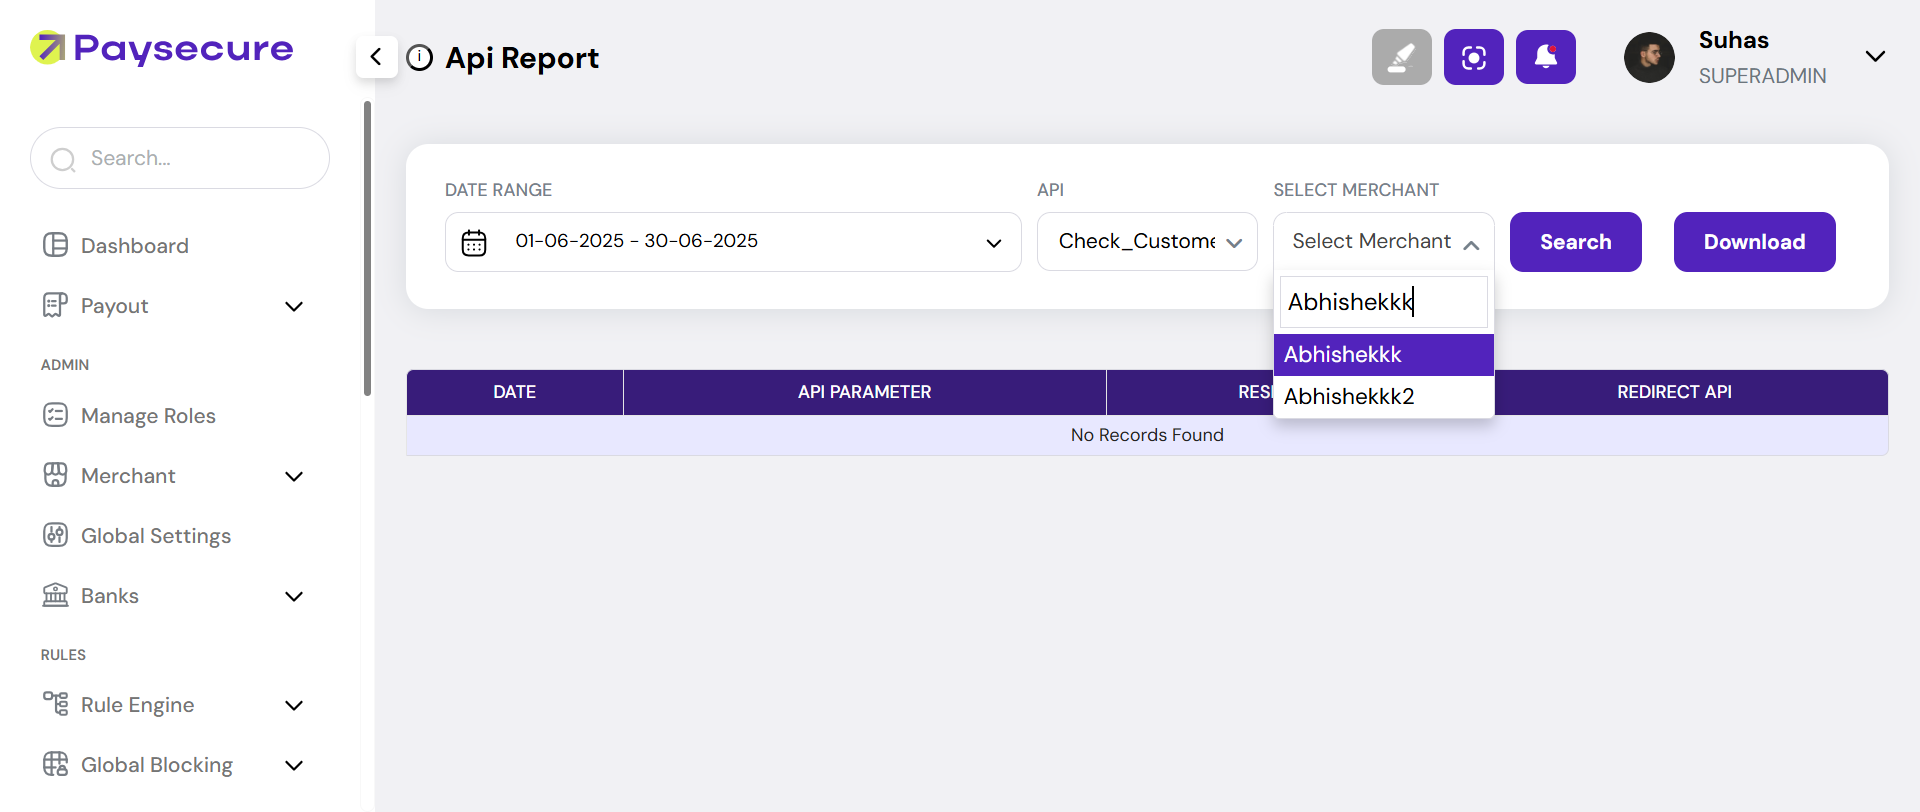 Paysecure
Search...
Dashboard
Payout
ADMIN
Manage Roles
Merchant
Global Settings
Banks
RULES
Rule Engine
Global Blocking
Api Report
Suhas
SUPERADMIN
DATE RANGE
01-06-2025 - 30-06-2025
API
Check_Custome
SELECT MERCHANT
Select Merchant
Abhishekkk
Abhishekkk
Abhishekkk2
Search
Download
DATE
API PARAMETER
RES
REDIRECT API
No Records Found